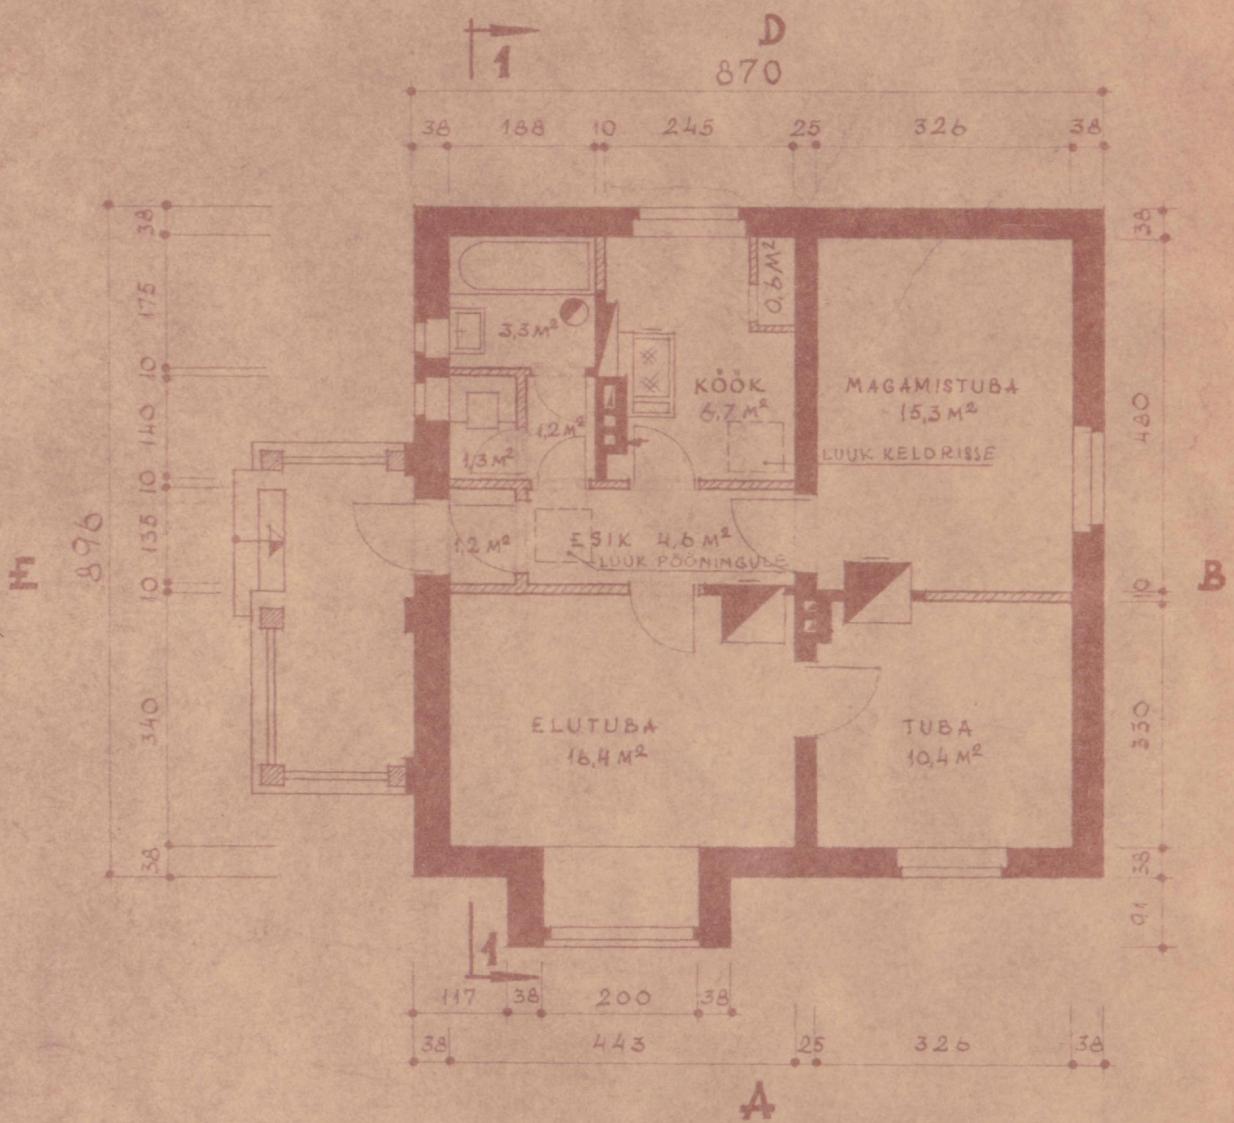 1
D
870
38 188 10 245 25 326 38
38
175
10
140
10
135
10
340
38
896
38
480
10
330
38
91
3,3 M²
0,6 M²
KÖÖK
6,7 M²
MAGAMISTUBA
15,3 M²
1,2 M²
1,3 M²
LUUK KELDRISSE
1,2 M²
ESIK 4,6 M²
LUUK PÖÖNINGULE
E
B
ELUTUBA
16,4 M²
TUBA
10,4 M²
1
117 38 200 38
38 443 25 326 38
A